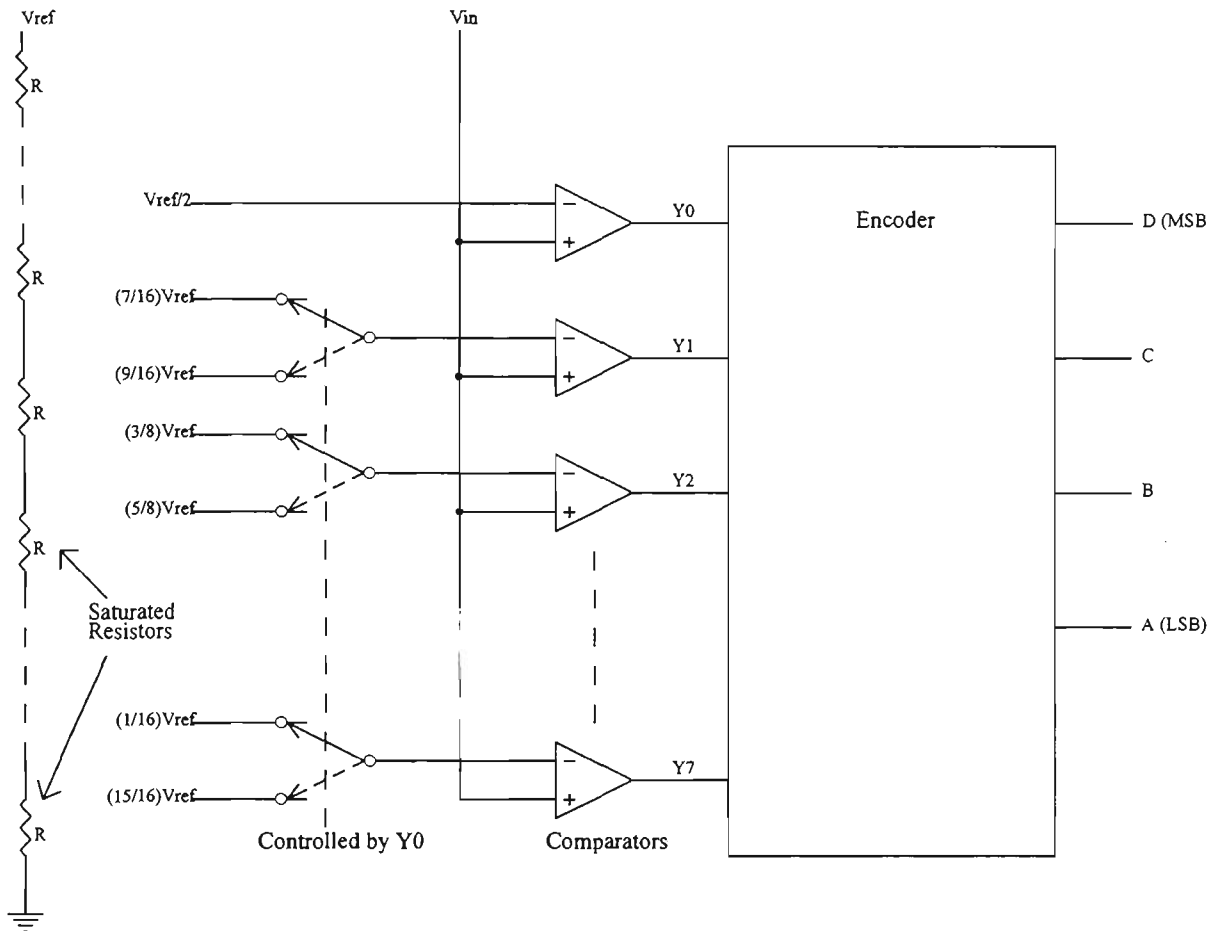 Vref
Vin
R
Vref/2
Y0
Encoder
D (MSB
R
(7/16)Vref
Y1
C
(9/16)Vref
R
(3/8)Vref
Y2
B
(5/8)Vref
R
Saturated
Resistors
A (LSB)
(1/16)Vref
Y7
(15/16)Vref
R
Controlled by Y0
Comparators
− +
− +
− +
− +